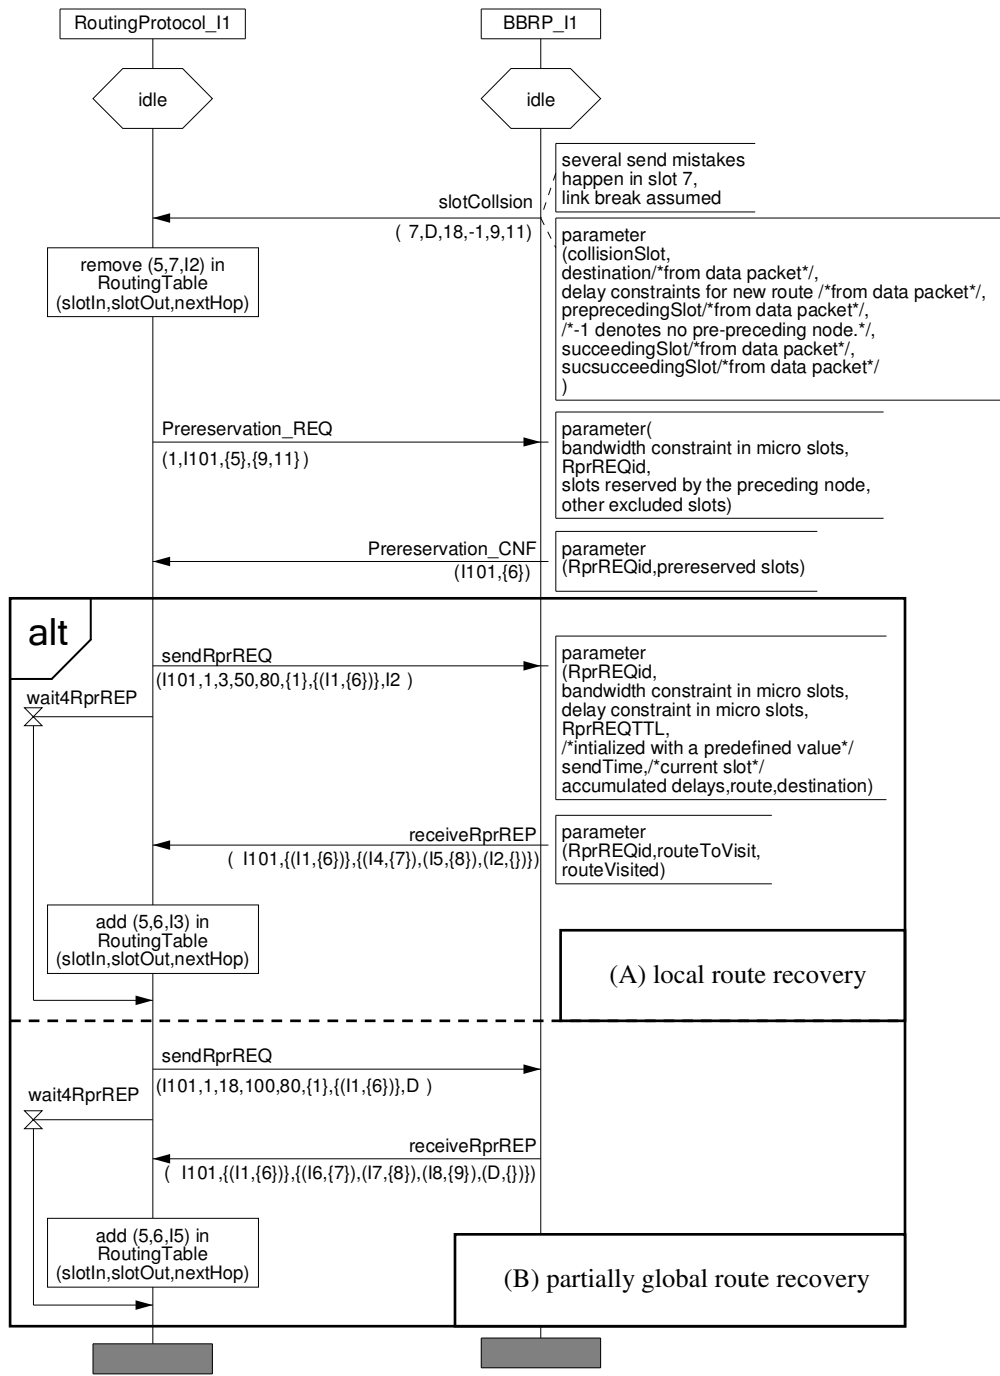 RoutingProtocol_I1
BBRP_I1
idle
idle
several send mistakes
happen in slot 7,
link break assumed
slotCollsion
( 7,D,18,-1,9,11)
parameter
(collisionSlot,
destination/*from data packet*/,
delay constraints for new route /*from data packet*/,
preprecedingSlot/*from data packet*/,
/*-1 denotes no pre-preceding node.*/,
succeedingSlot/*from data packet*/,
sucsucceedingSlot/*from data packet*/
)
remove (5,7,I2) in
RoutingTable
(slotIn,slotOut,nextHop)
Prereservation_REQ
(1,I101,{5},{9,11})
parameter(
bandwidth constraint in micro slots,
RprREQid,
slots reserved by the preceding node,
other excluded slots)
Prereservation_CNF
(I101,{6})
parameter
(RprREQid,prereserved slots)
alt
sendRprREQ
(I101,1,3,50,80,{1},{(I1,{6})},I2 )
wait4RprREP
parameter
(RprREQid,
bandwidth constraint in micro slots,
delay constraint in micro slots,
RprREQTTL,
/*intialized with a predefined value*/
sendTime,/*current slot*/
accumulated delays,route,destination)
receiveRprREP
( I101,{(I1,{6})},{(I4,{7}),(I5,{8}),(I2,{})})
parameter
(RprREQid,routeToVisit,
routeVisited)
add (5,6,I3) in
RoutingTable
(slotIn,slotOut,nextHop)
(A) local route recovery
sendRprREQ
(I101,1,18,100,80,{1},{(I1,{6})},D )
wait4RprREP
receiveRprREP
( I101,{(I1,{6})},{(I6,{7}),(I7,{8}),(I8,{9}),(D,{})})
add (5,6,I5) in
RoutingTable
(slotIn,slotOut,nextHop)
(B) partially global route recovery